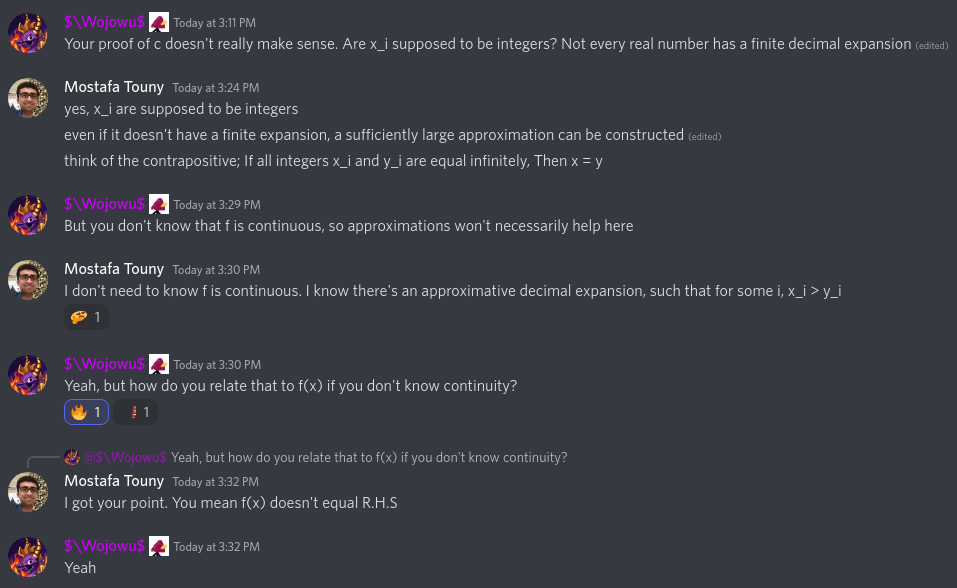 $\Wojowu$ Today at 3:11 PM
Your proof of c doesn't really make sense. Are x_i supposed to be integers? Not every real number has a finite decimal expansion (edited)
Mostafa Touny Today at 3:24 PM
yes, x_i are supposed to be integers
even if it doesn't have a finite expansion, a sufficiently large approximation can be constructed (edited)
think of the contrapositive; If all integers x_i and y_i are equal infinitely, Then x = y
$\Wojowu$ Today at 3:29 PM
But you don't know that f is continuous, so approximations won't necessarily help here
Mostafa Touny Today at 3:30 PM
I don't need to know f is continuous. I know there's an approximative decimal expansion, such that for some i, x_i > y_i
1
$\Wojowu$ Today at 3:30 PM
Yeah, but how do you relate that to f(x) if you don't know continuity?
1 1
@$\Wojowu$ Yeah, but how do you relate that to f(x) if you don't know continuity?
Mostafa Touny Today at 3:32 PM
I got your point. You mean f(x) doesn't equal R.H.S
$\Wojowu$ Today at 3:32 PM
Yeah